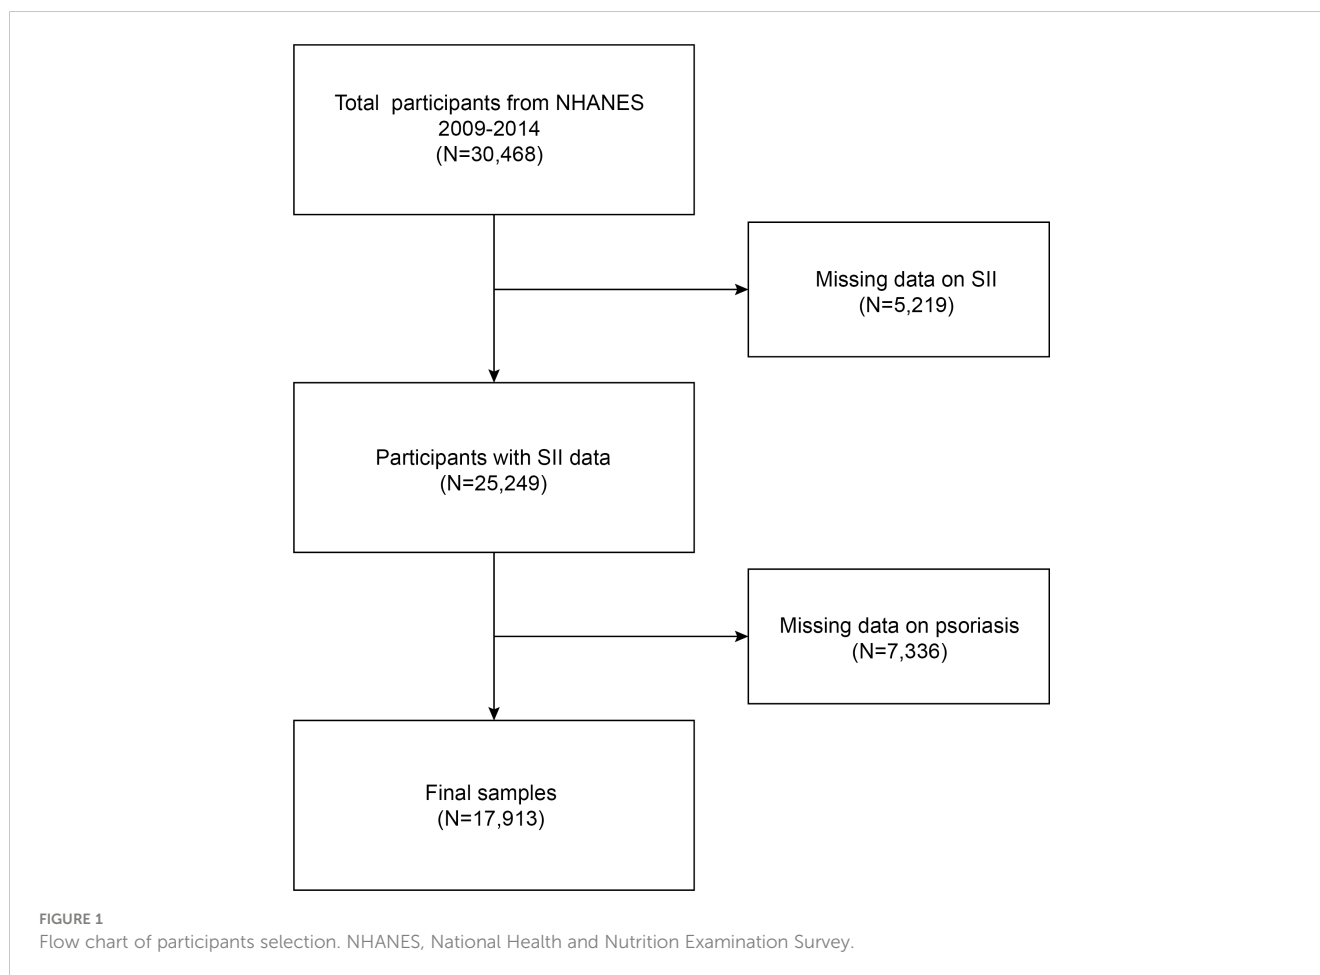 Total participants from NHANES
2009-2014
(N=30,468)
Missing data on SII
(N=5,219)
Participants with SII data
(N=25,249)
Missing data on psoriasis
(N=7,336)
Final samples
(N=17,913)
FIGURE 1
Flow chart of participants selection. NHANES, National Health and Nutrition Examination Survey.